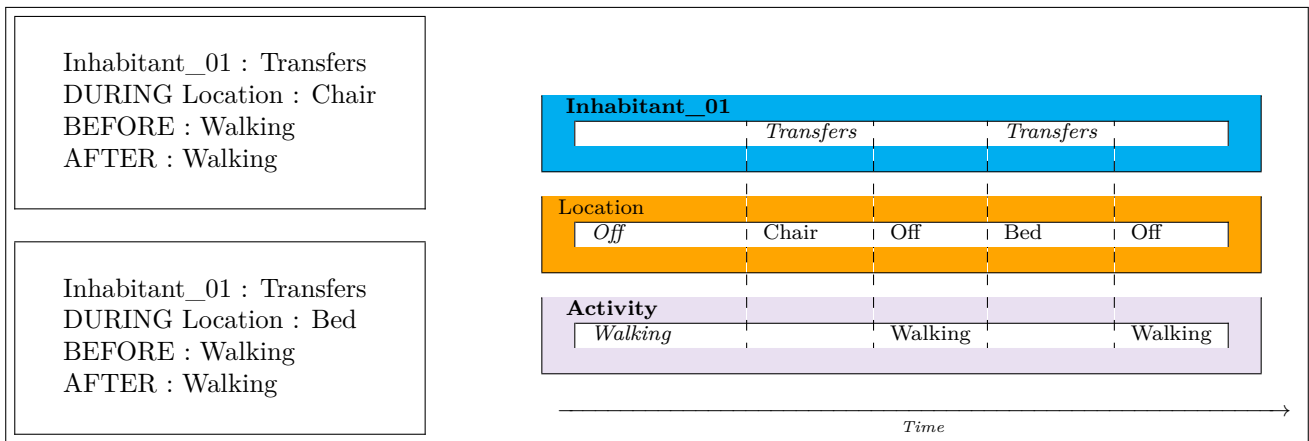 Inhabitant_01 : Transfers
DURING Location : Chair
BEFORE : Walking
AFTER : Walking
Inhabitant_01 : Transfers
DURING Location : Bed
BEFORE : Walking
AFTER : Walking
Inhabitant_01
Transfers Transfers
Location
Off Chair Off Bed Off
Activity
Walking Walking Walking
Time